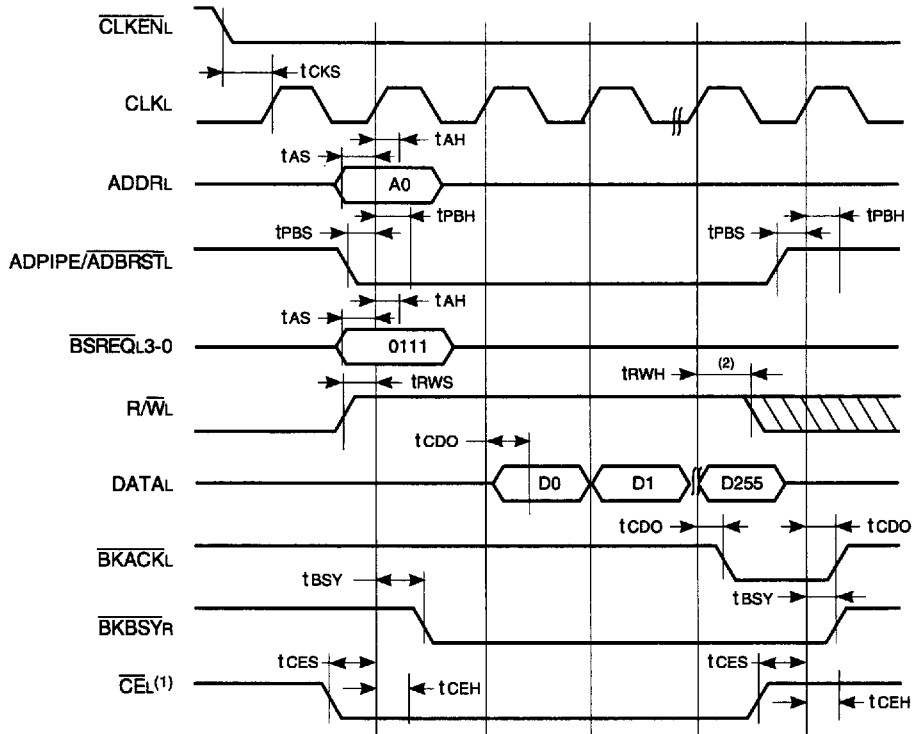 CLKENL
tCKS
CLKL
tAH
tAS
ADDRL
A0
tPBH
tPBH
tPBS
tPBS
ADPIPE/ADBRSTL
tAH
tAS
BSREQL3-0
0111
(2)
tRWH
tRWS
R/WL
tCDO
DATAL
D0
D1
D255
tCDO
tCDO
BKACKL
tBSY
tBSY
BKBSYR
tCES
tCES
CEL(1)
tCEH
tCEH